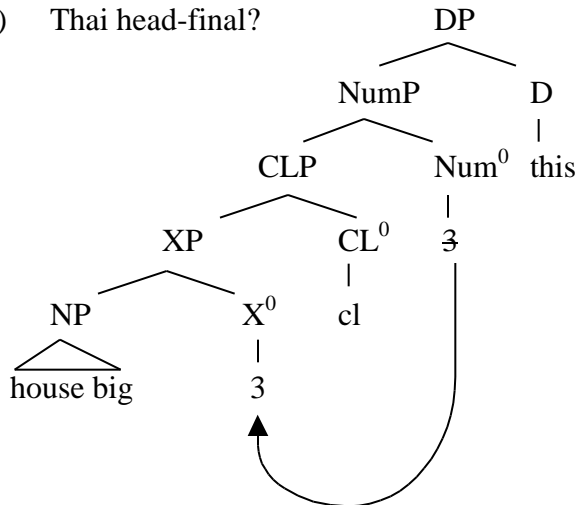 ) Thai head-final? DP
NumP D
CLP Num⁰ this
XP CL⁰ 3
NP X⁰ cl
house big 3